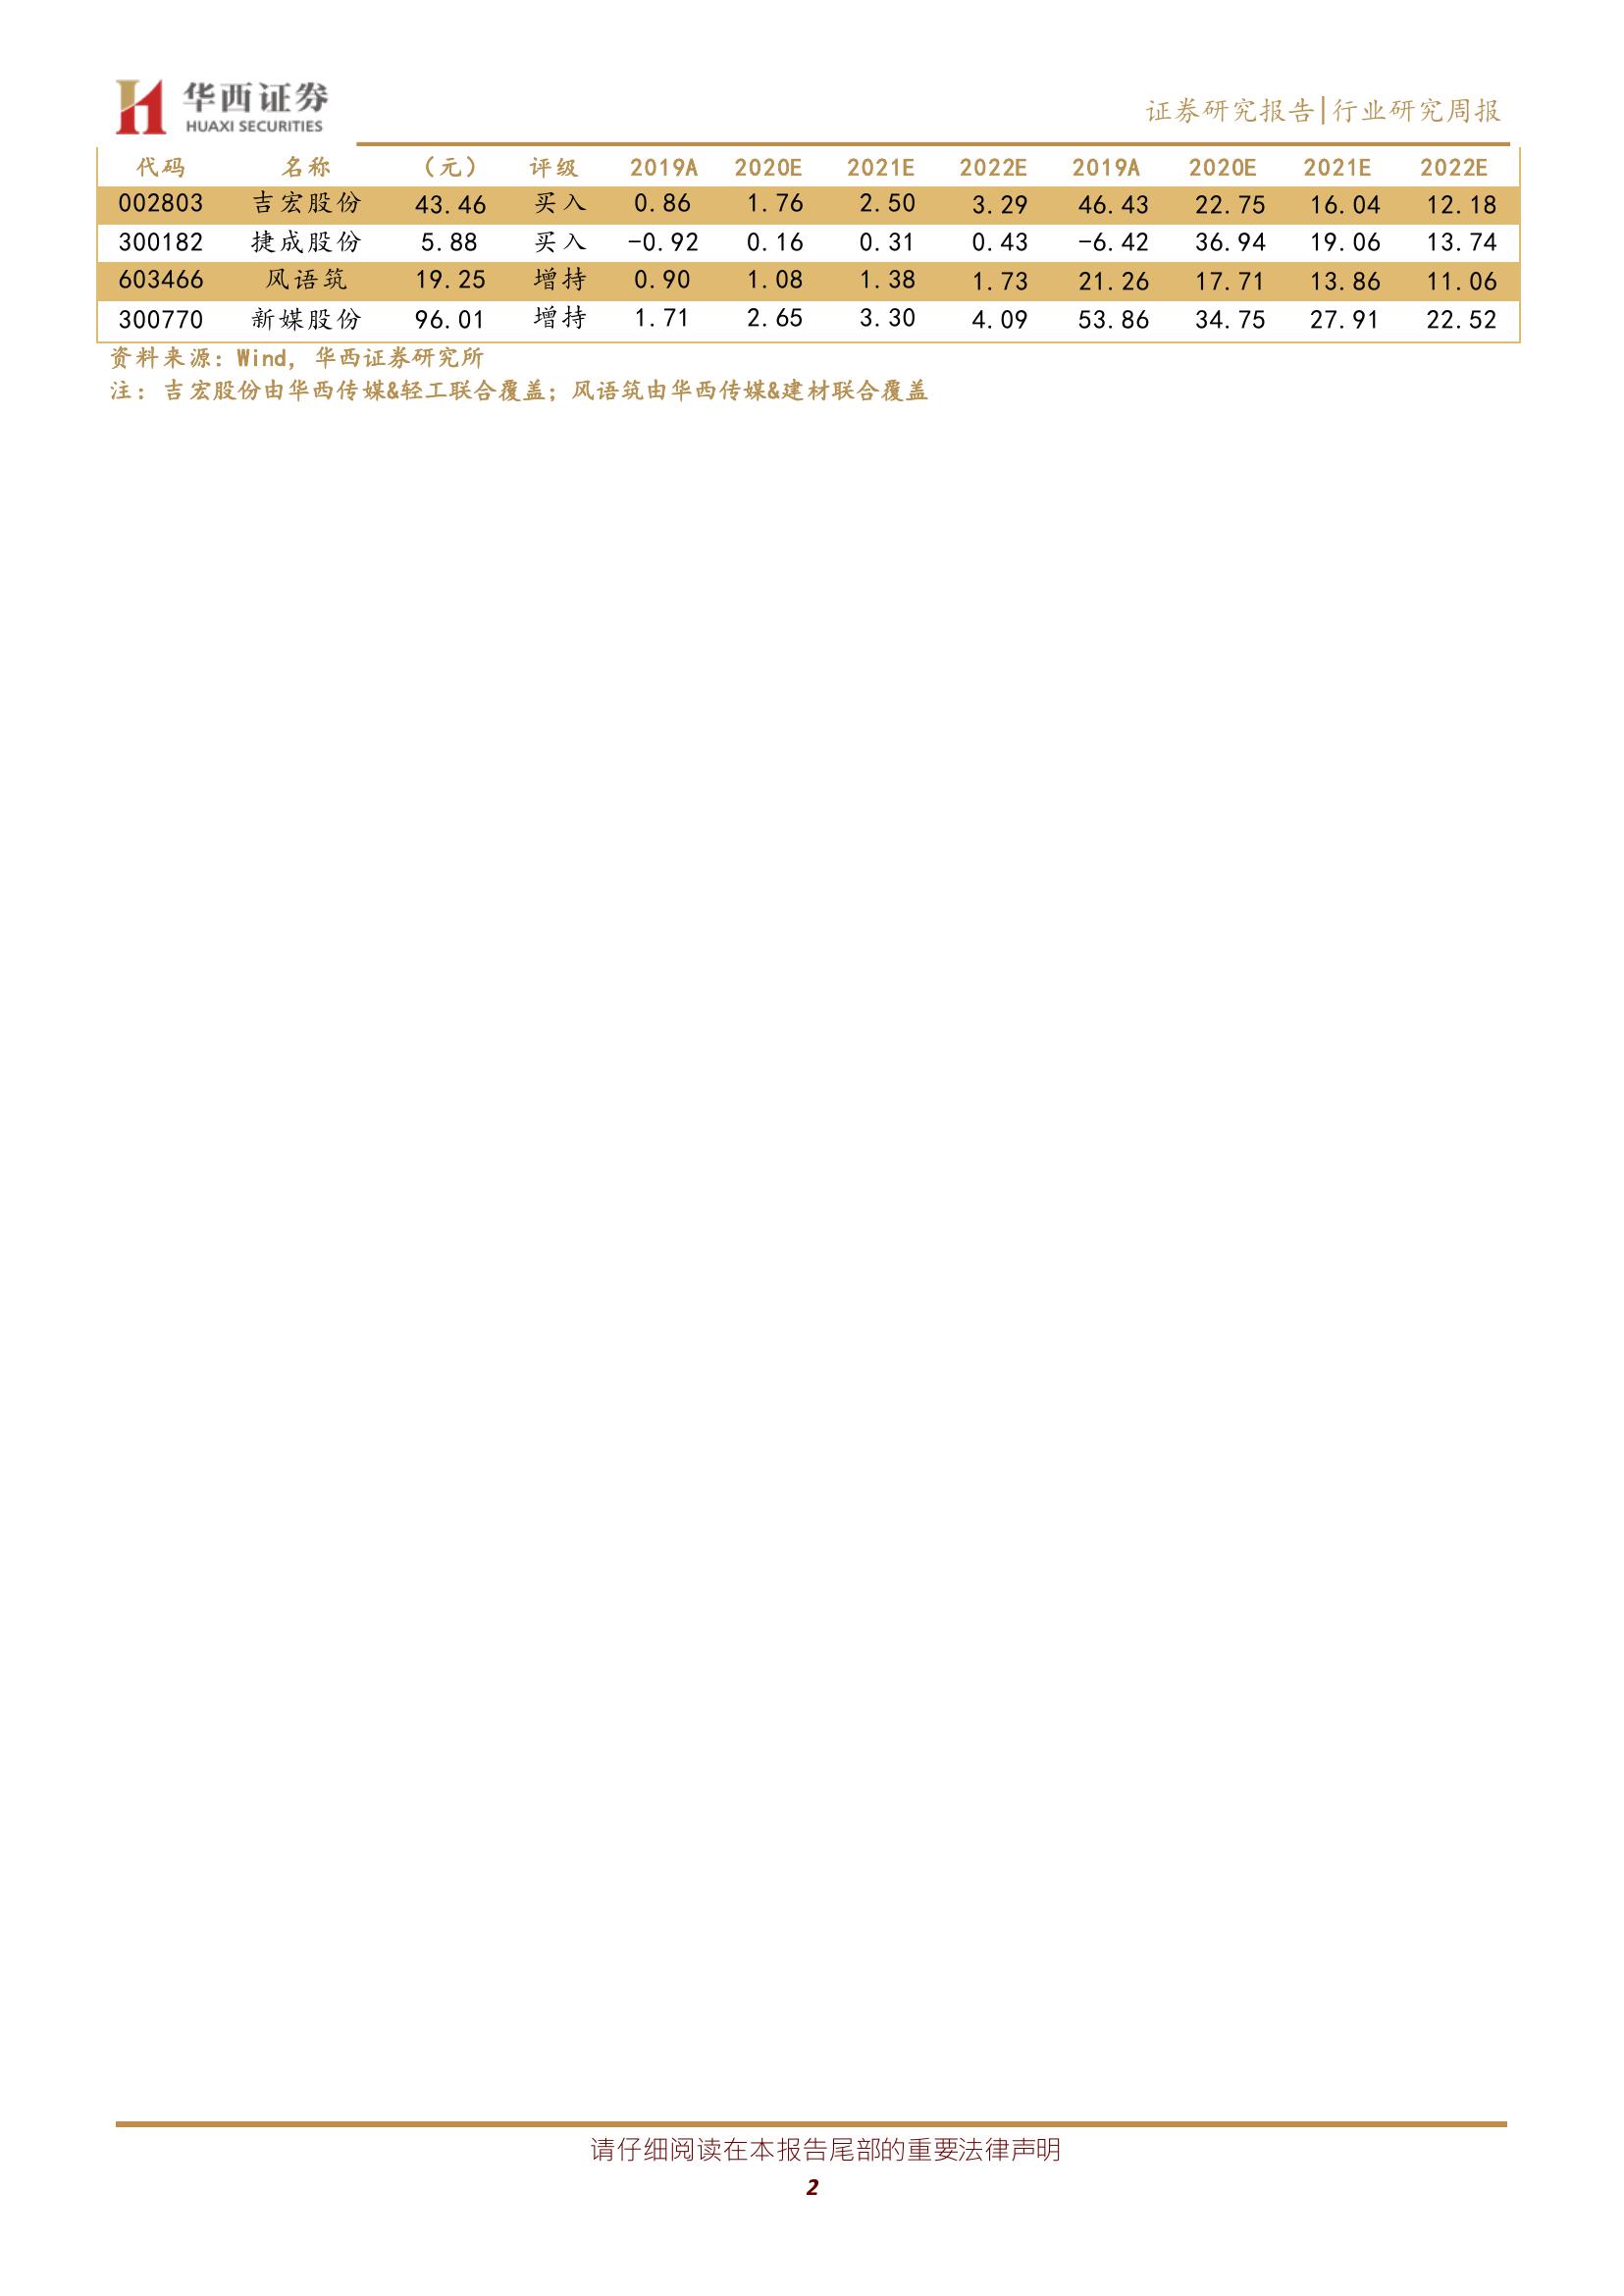 华西证券
HUAXI SECURITIES
证券研究报告|行业研究周报
代码 名称 （元） 评级 2019A 2020E 2021E 2022E 2019A 2020E 2021E 2022E
002803 吉宏股份 43.46 买入 0.86 1.76 2.50 3.29 46.43 22.75 16.04 12.18
300182 捷成股份 5.88 买入 -0.92 0.16 0.31 0.43 -6.42 36.94 19.06 13.74
603466 风语筑 19.25 增持 0.90 1.08 1.38 1.73 21.26 17.71 13.86 11.06
300770 新媒股份 96.01 增持 1.71 2.65 3.30 4.09 53.86 34.75 27.91 22.52
资料来源：Wind，华西证券研究所
注：吉宏股份由华西传媒&轻工联合覆盖；风语筑由华西传媒&建材联合覆盖
请仔细阅读在本报告尾部的重要法律声明
2